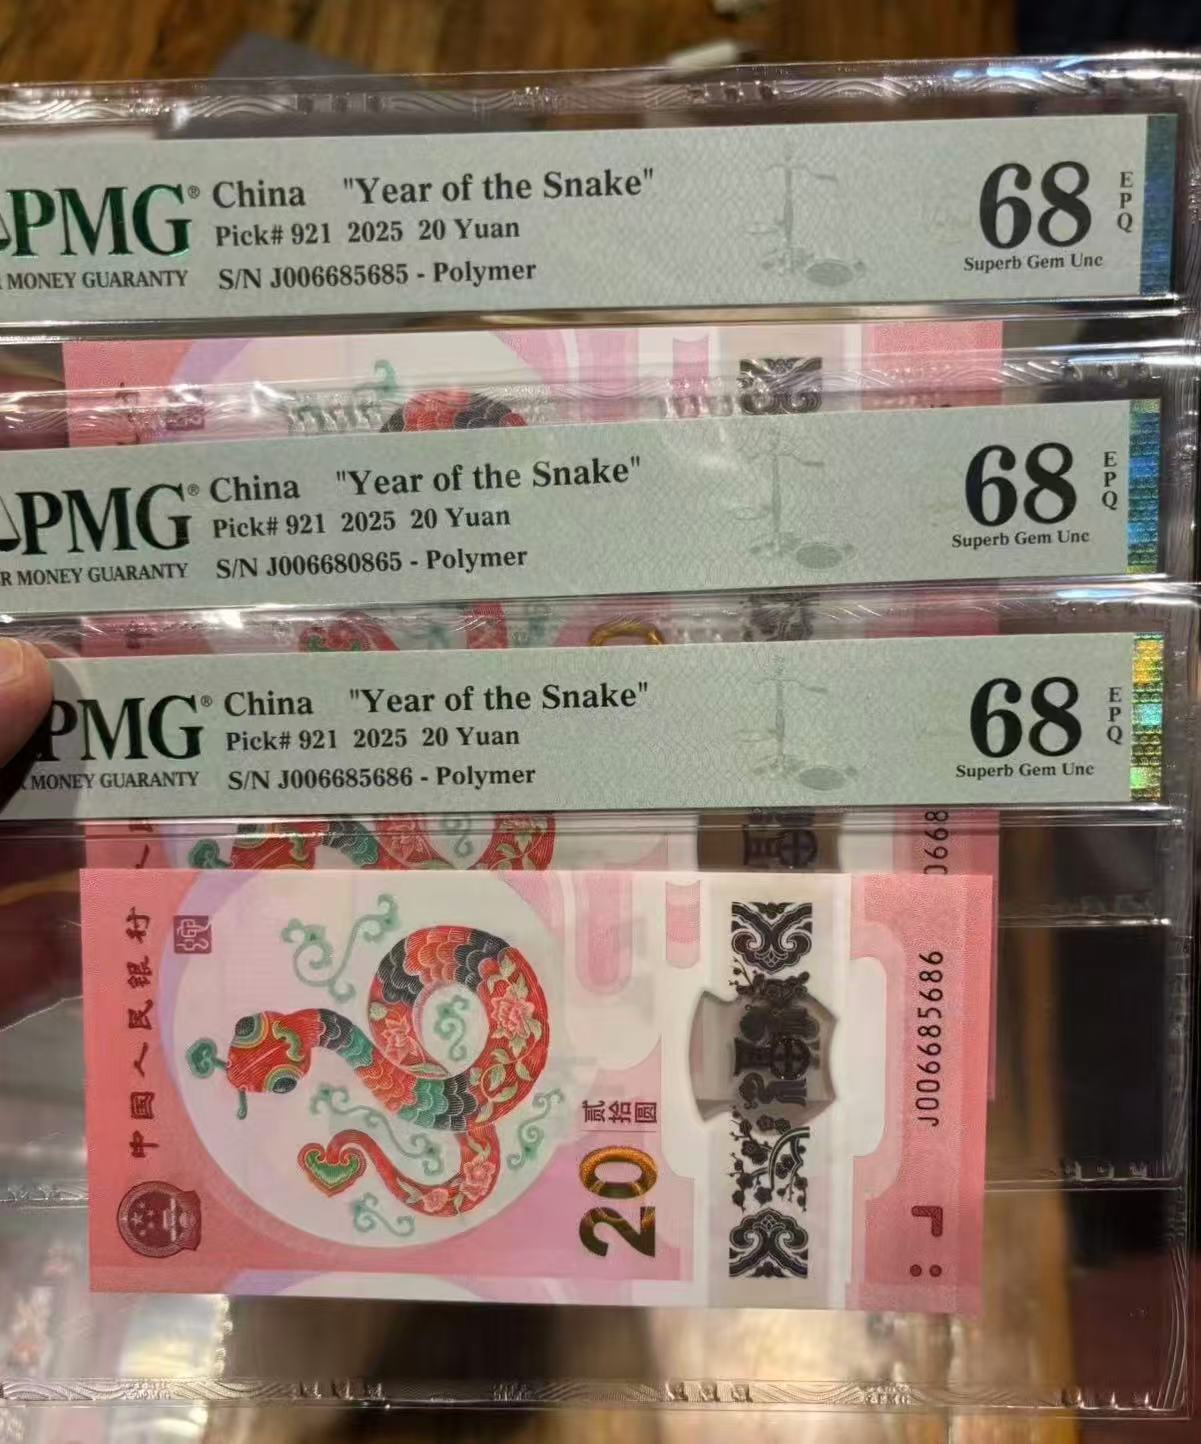 PMG® China "Year of the Snake" 68 EPQ
Pick# 921 2025 20 Yuan
MONEY GUARANTY S/N J006685685 - Polymer Superb Gem Unc
PMG® China "Year of the Snake" 68 EPQ
Pick# 921 2025 20 Yuan
R MONEY GUARANTY S/N J006680865 - Polymer Superb Gem Unc
PMG® China "Year of the Snake" 68 EPQ
Pick# 921 2025 20 Yuan
MONEY GUARANTY S/N J006685686 - Polymer Superb Gem Unc
0668
中国人民银行
20
贰拾圆
J006685686